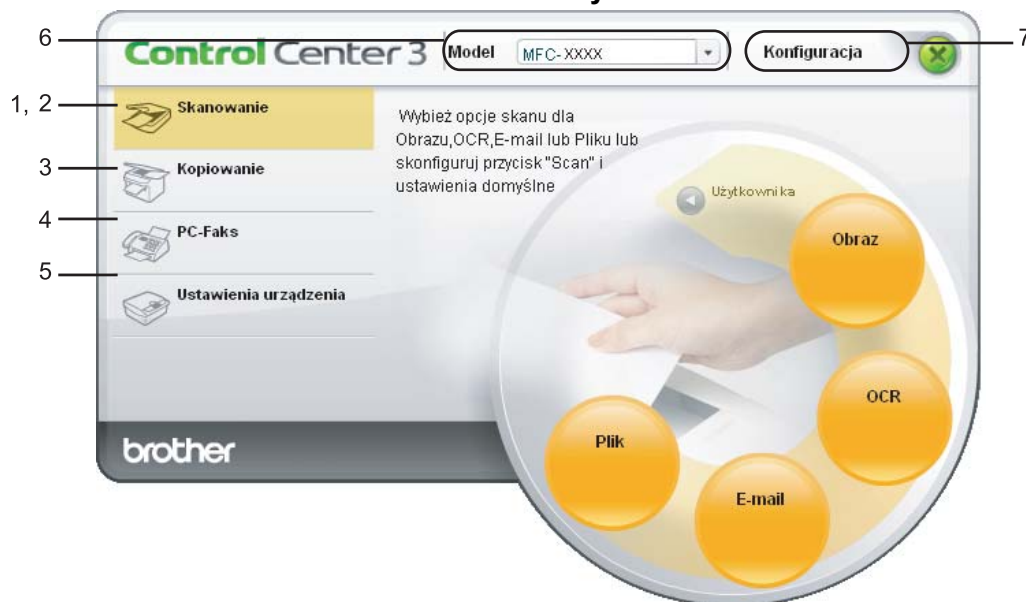 6
Control Center 3
Model
MFC-XXXX
Konfiguracja
7
1, 2
Skanowanie
3
Kopiowanie
4
PC-Faks
5
Ustawienia urządzenia
Wybież opcje skanu dla
Obrazu,OCR,E-mail lub Pliku lub
skonfiguruj przycisk "Scan" i
ustawienia domyślne
Użytkownika
Obraz
OCR
E-mail
Plik
brother